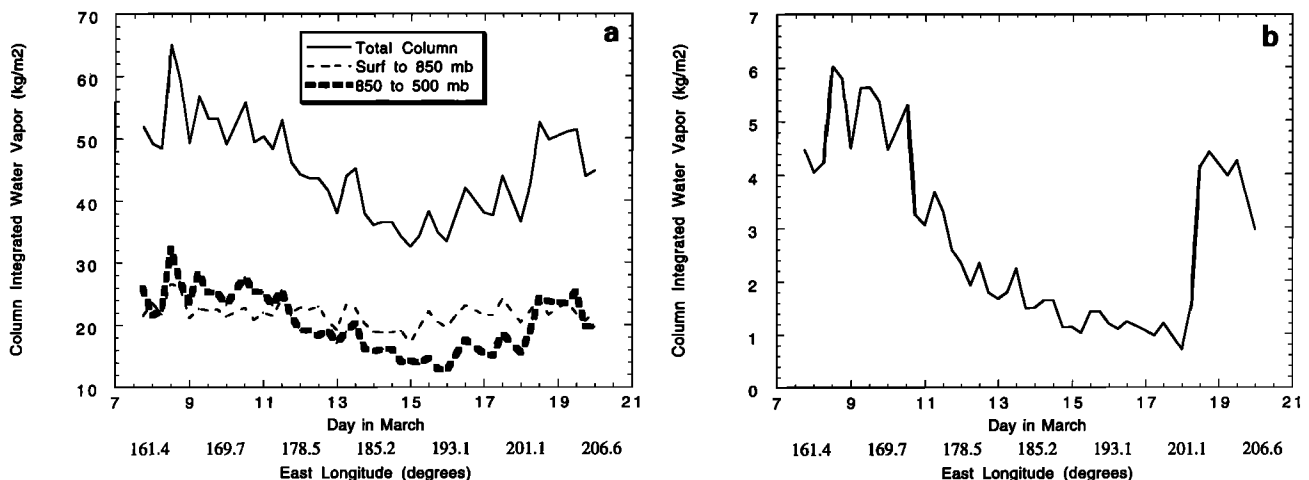 a
Total Column
Surf to 850 mb
850 to 500 mb
Column Integrated Water Vapor (kg/m2)
70
60
50
40
30
20
10
7 9 11 13 15 17 19 21
Day in March
161.4 169.7 178.5 185.2 193.1 201.1 206.6
East Longitude (degrees)
b
Column Integrated Water Vapor (kg/m2)
7
6
5
4
3
2
1
0
7 9 11 13 15 17 19 21
Day in March
161.4 169.7 178.5 185.2 193.1 201.1 206.6
East Longitude (degrees)